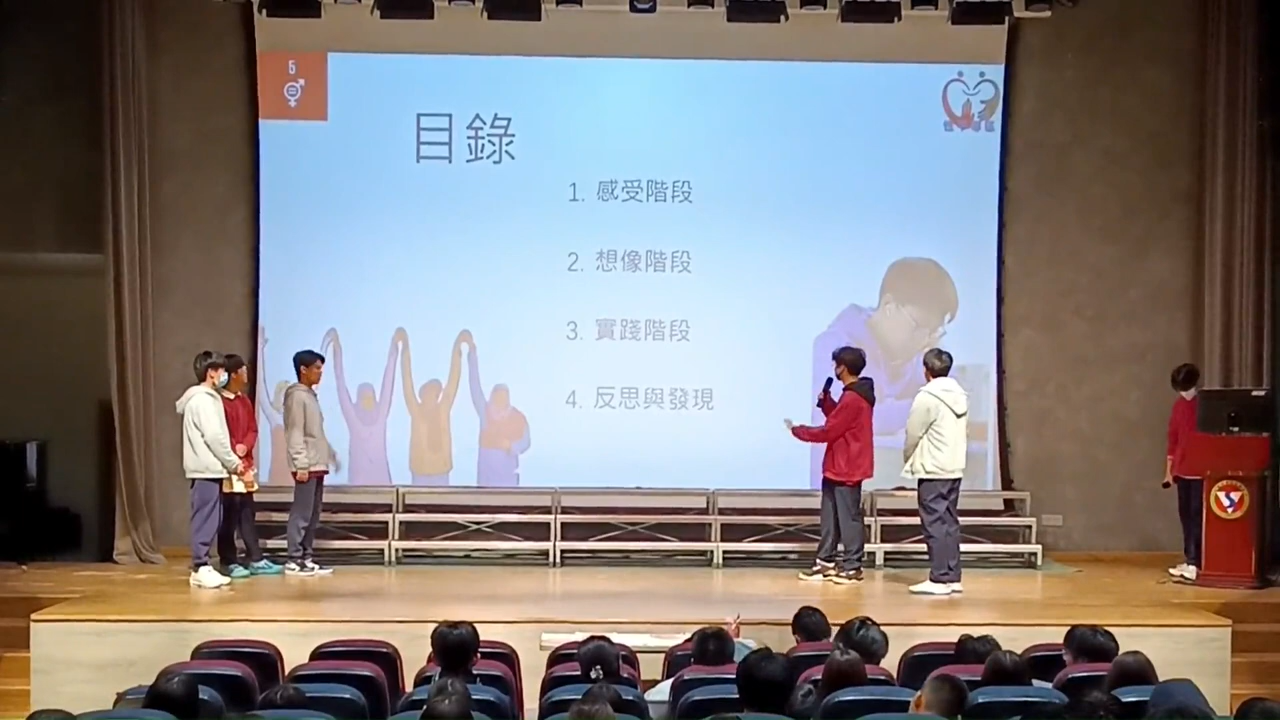 5
目錄
1. 感受階段
2. 想像階段
3. 實踐階段
4. 反思與發現